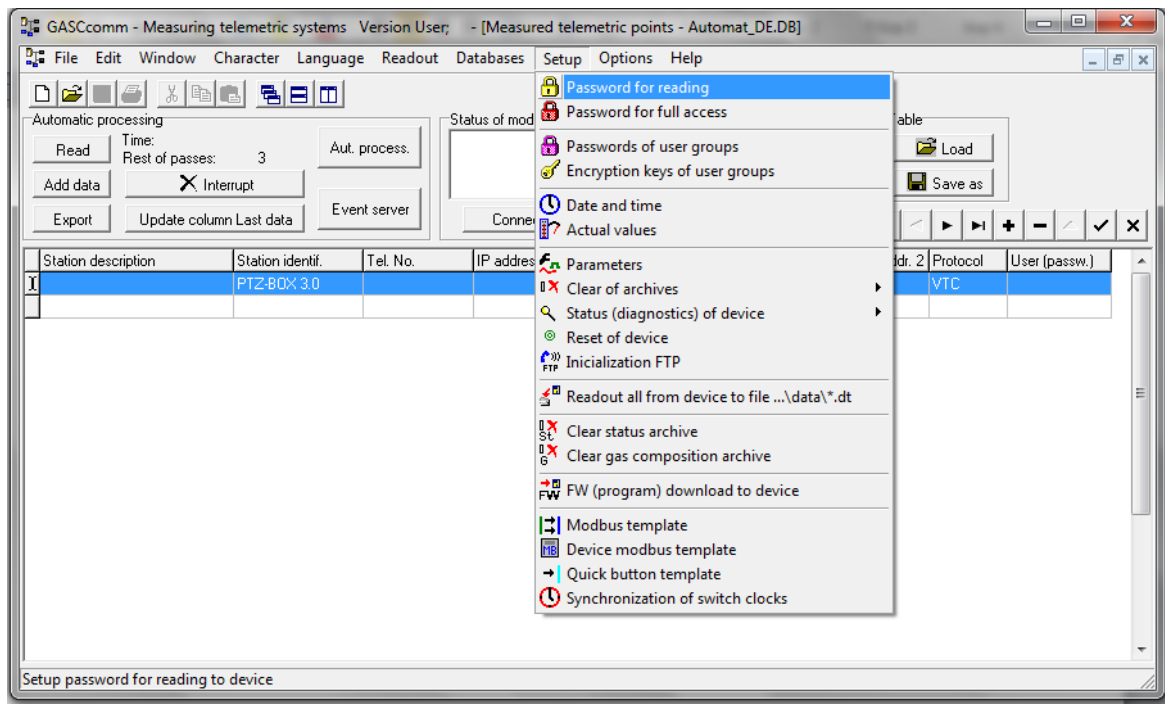 GASCcomm - Measuring telemetric systems Version User; - [Measured telemetric points - Automat_DE.DB]
File Edit Window Character Language Readout Databases Setup Options Help
Automatic processing
Read
Time:
Rest of passes: 3
Aut. process.
Add data
Interrupt
Export
Update column Last data
Event server
Status of mod
Conne
able
Load
Save as
Station description Station identif. Tel. No. IP addres ddr. 2 Protocol User (passw.)
PTZ-BOX 3.0 VTC
Password for reading
Password for full access
Passwords of user groups
Encryption keys of user groups
Date and time
Actual values
Parameters
Clear of archives
Status (diagnostics) of device
Reset of device
FTP Inicialization FTP
Readout all from device to file ...\data\*.dt
St Clear status archive
G Clear gas composition archive
FW FW (program) download to device
Modbus template
MB Device modbus template
Quick button template
Synchronization of switch clocks
Setup password for reading to device